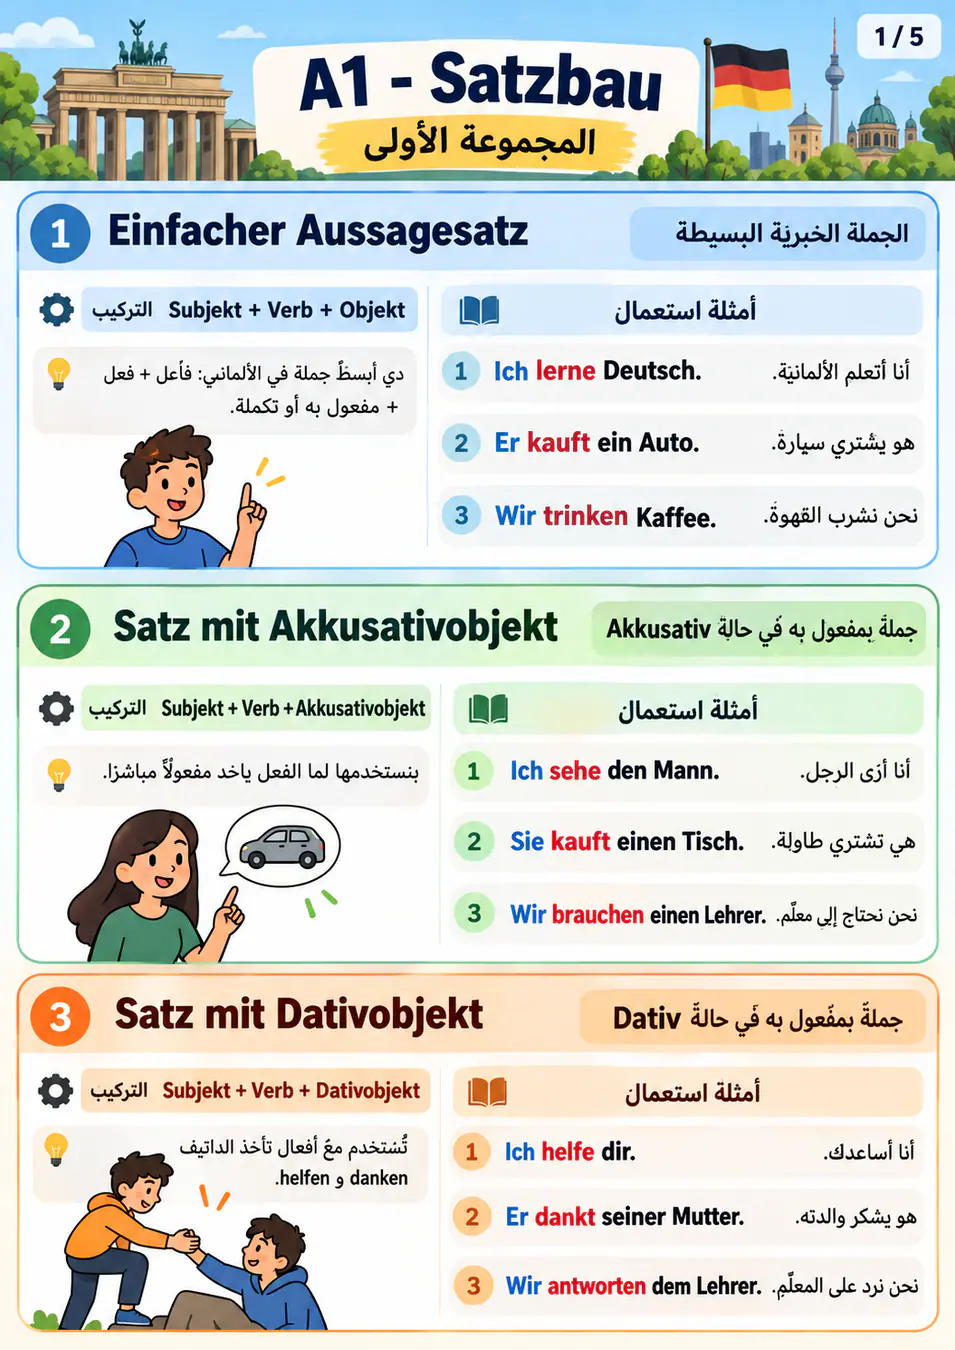 1 / 5
A1 - Satzbau
المجموعة الأولى
1 Einfacher Aussagesatz
الجملة الخبرية البسيطة
التركيب Subjekt + Verb + Objekt
دي أبسط جملة في الألماني: فاعل + فعل
+ مفعول به أو تكملة.
أمثلة استعمال
1 Ich lerne Deutsch. أنا أتعلم الألمانية.
2 Er kauft ein Auto. هو يشتري سيارة.
3 Wir trinken Kaffee. نحن نشرب القهوة.
2 Satz mit Akkusativobjekt
جملة بمفعول به في حالة Akkusativ
التركيب Subjekt + Verb + Akkusativobjekt
بنستخدمها لما الفعل ياخد مفعولاً مباشرًا.
أمثلة استعمال
1 Ich sehe den Mann. أنا أرى الرجل.
2 Sie kauft einen Tisch. هي تشتري طاولة.
3 Wir brauchen einen Lehrer. نحن نحتاج إلى معلّم.
3 Satz mit Dativobjekt
جملة بمفعول به في حالة Dativ
التركيب Subjekt + Verb + Dativobjekt
تُستخدم مع أفعال تأخذ الداتيف
danken و helfen.
أمثلة استعمال
1 Ich helfe dir. أنا أساعدك.
2 Er dankt seiner Mutter. هو يشكر والدته.
3 Wir antworten dem Lehrer. نحن نرد على المعلّم.